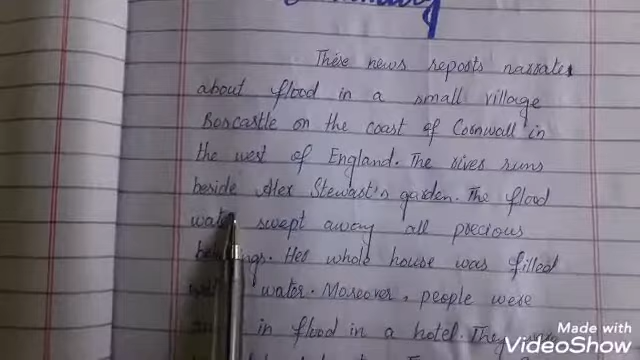 These news reposts narrate
about flood in a small village
Boscastle on the coast of Cornwall in
the west of England. The river runs
beside Alex Stewart's garden. The flood
water swept away all precious
belongings. Her whole house was filled
water. Moreover, people were
in flood in a hotel. They
Made with
VideoShow